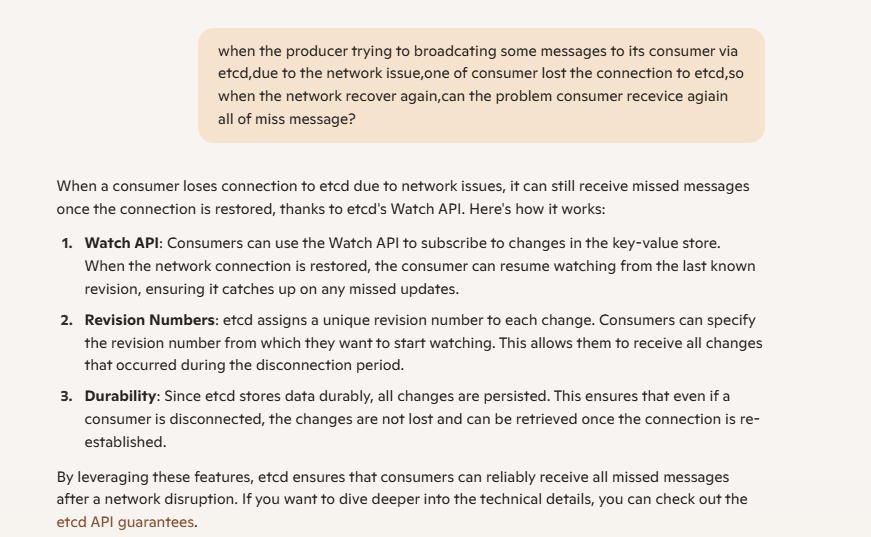 when the producer trying to broadcating some messages to its consumer via
etcd,due to the network issue,one of consumer lost the connection to etcd,so
when the network recover again,can the problem consumer recevice agiain
all of miss message?
When a consumer loses connection to etcd due to network issues, it can still receive missed messages
once the connection is restored, thanks to etcd's Watch API. Here's how it works:
1. Watch API: Consumers can use the Watch API to subscribe to changes in the key-value store.
When the network connection is restored, the consumer can resume watching from the last known
revision, ensuring it catches up on any missed updates.
2. Revision Numbers: etcd assigns a unique revision number to each change. Consumers can specify
the revision number from which they want to start watching. This allows them to receive all changes
that occurred during the disconnection period.
3. Durability: Since etcd stores data durably, all changes are persisted. This ensures that even if a
consumer is disconnected, the changes are not lost and can be retrieved once the connection is re-
established.
By leveraging these features, etcd ensures that consumers can reliably receive all missed messages
after a network disruption. If you want to dive deeper into the technical details, you can check out the
etcd API guarantees.